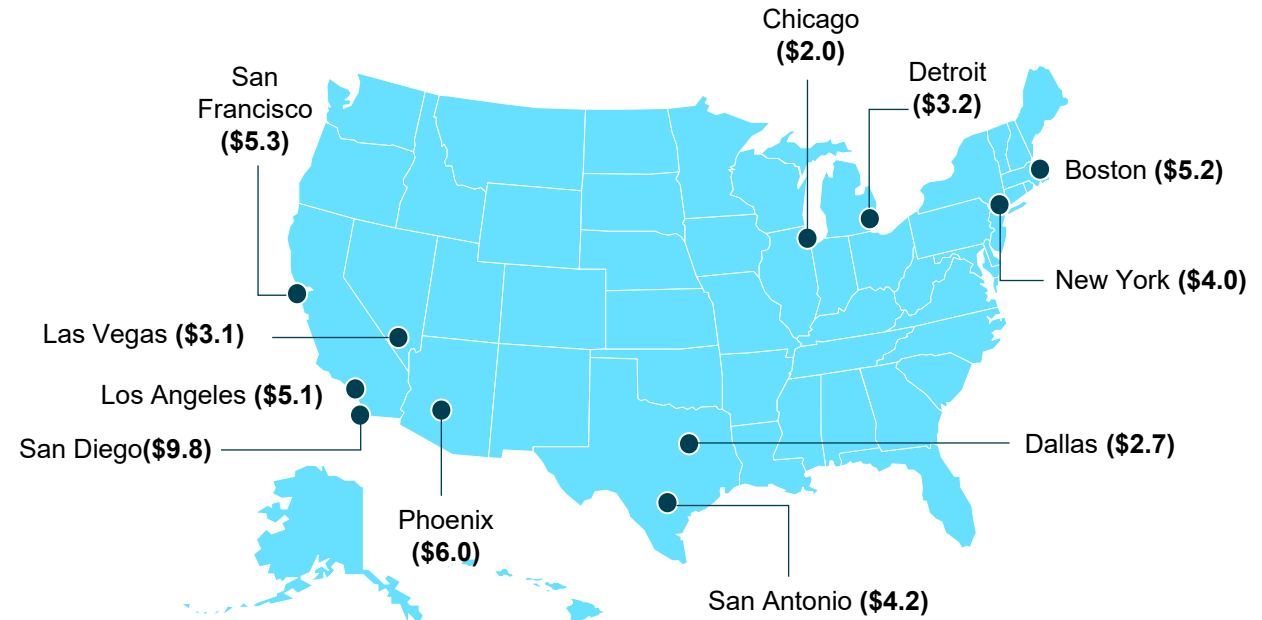 Chicago
($2.0)
Detroit
($3.2)
San
Francisco
($5.3)
Boston ($5.2)
New York ($4.0)
Las Vegas ($3.1)
Los Angeles ($5.1)
San Diego($9.8)
Dallas ($2.7)
Phoenix
($6.0)
San Antonio ($4.2)